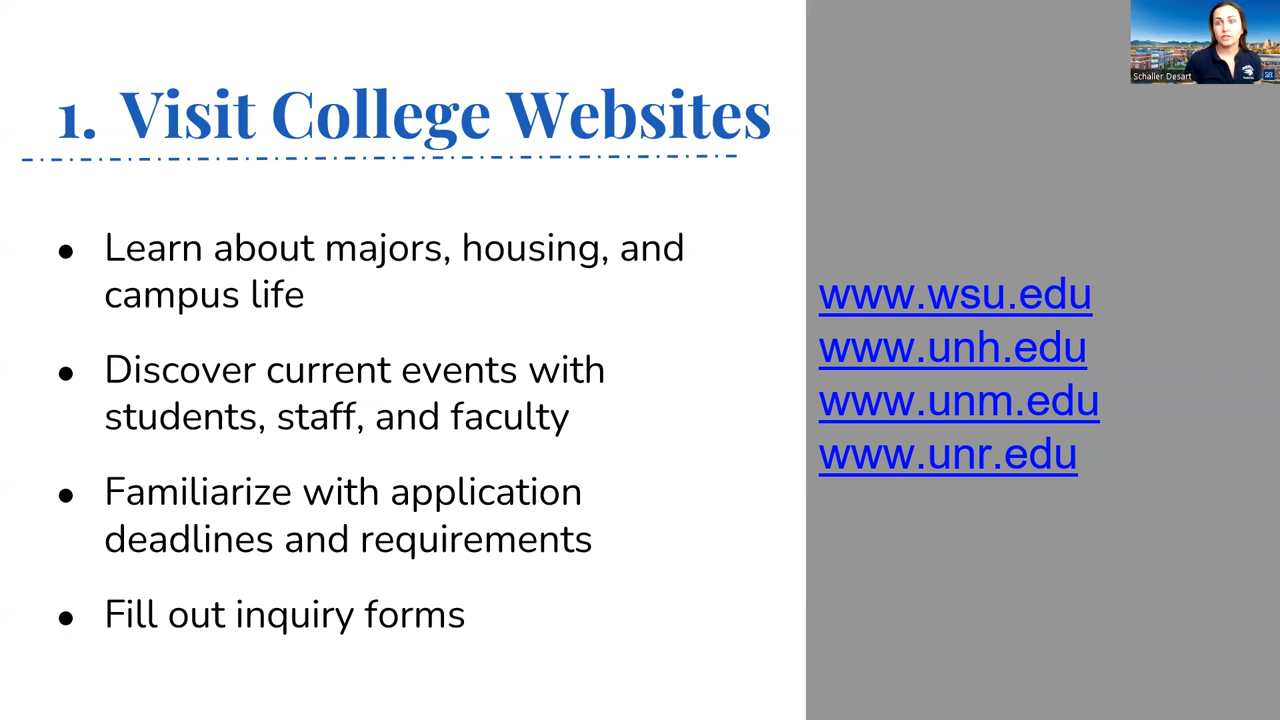 1. Visit College Websites
• Learn about majors, housing, and
campus life
• Discover current events with
students, staff, and faculty
• Familiarize with application
deadlines and requirements
• Fill out inquiry forms
www.wsu.edu
www.unh.edu
www.unm.edu
www.unr.edu
Schaller Desart